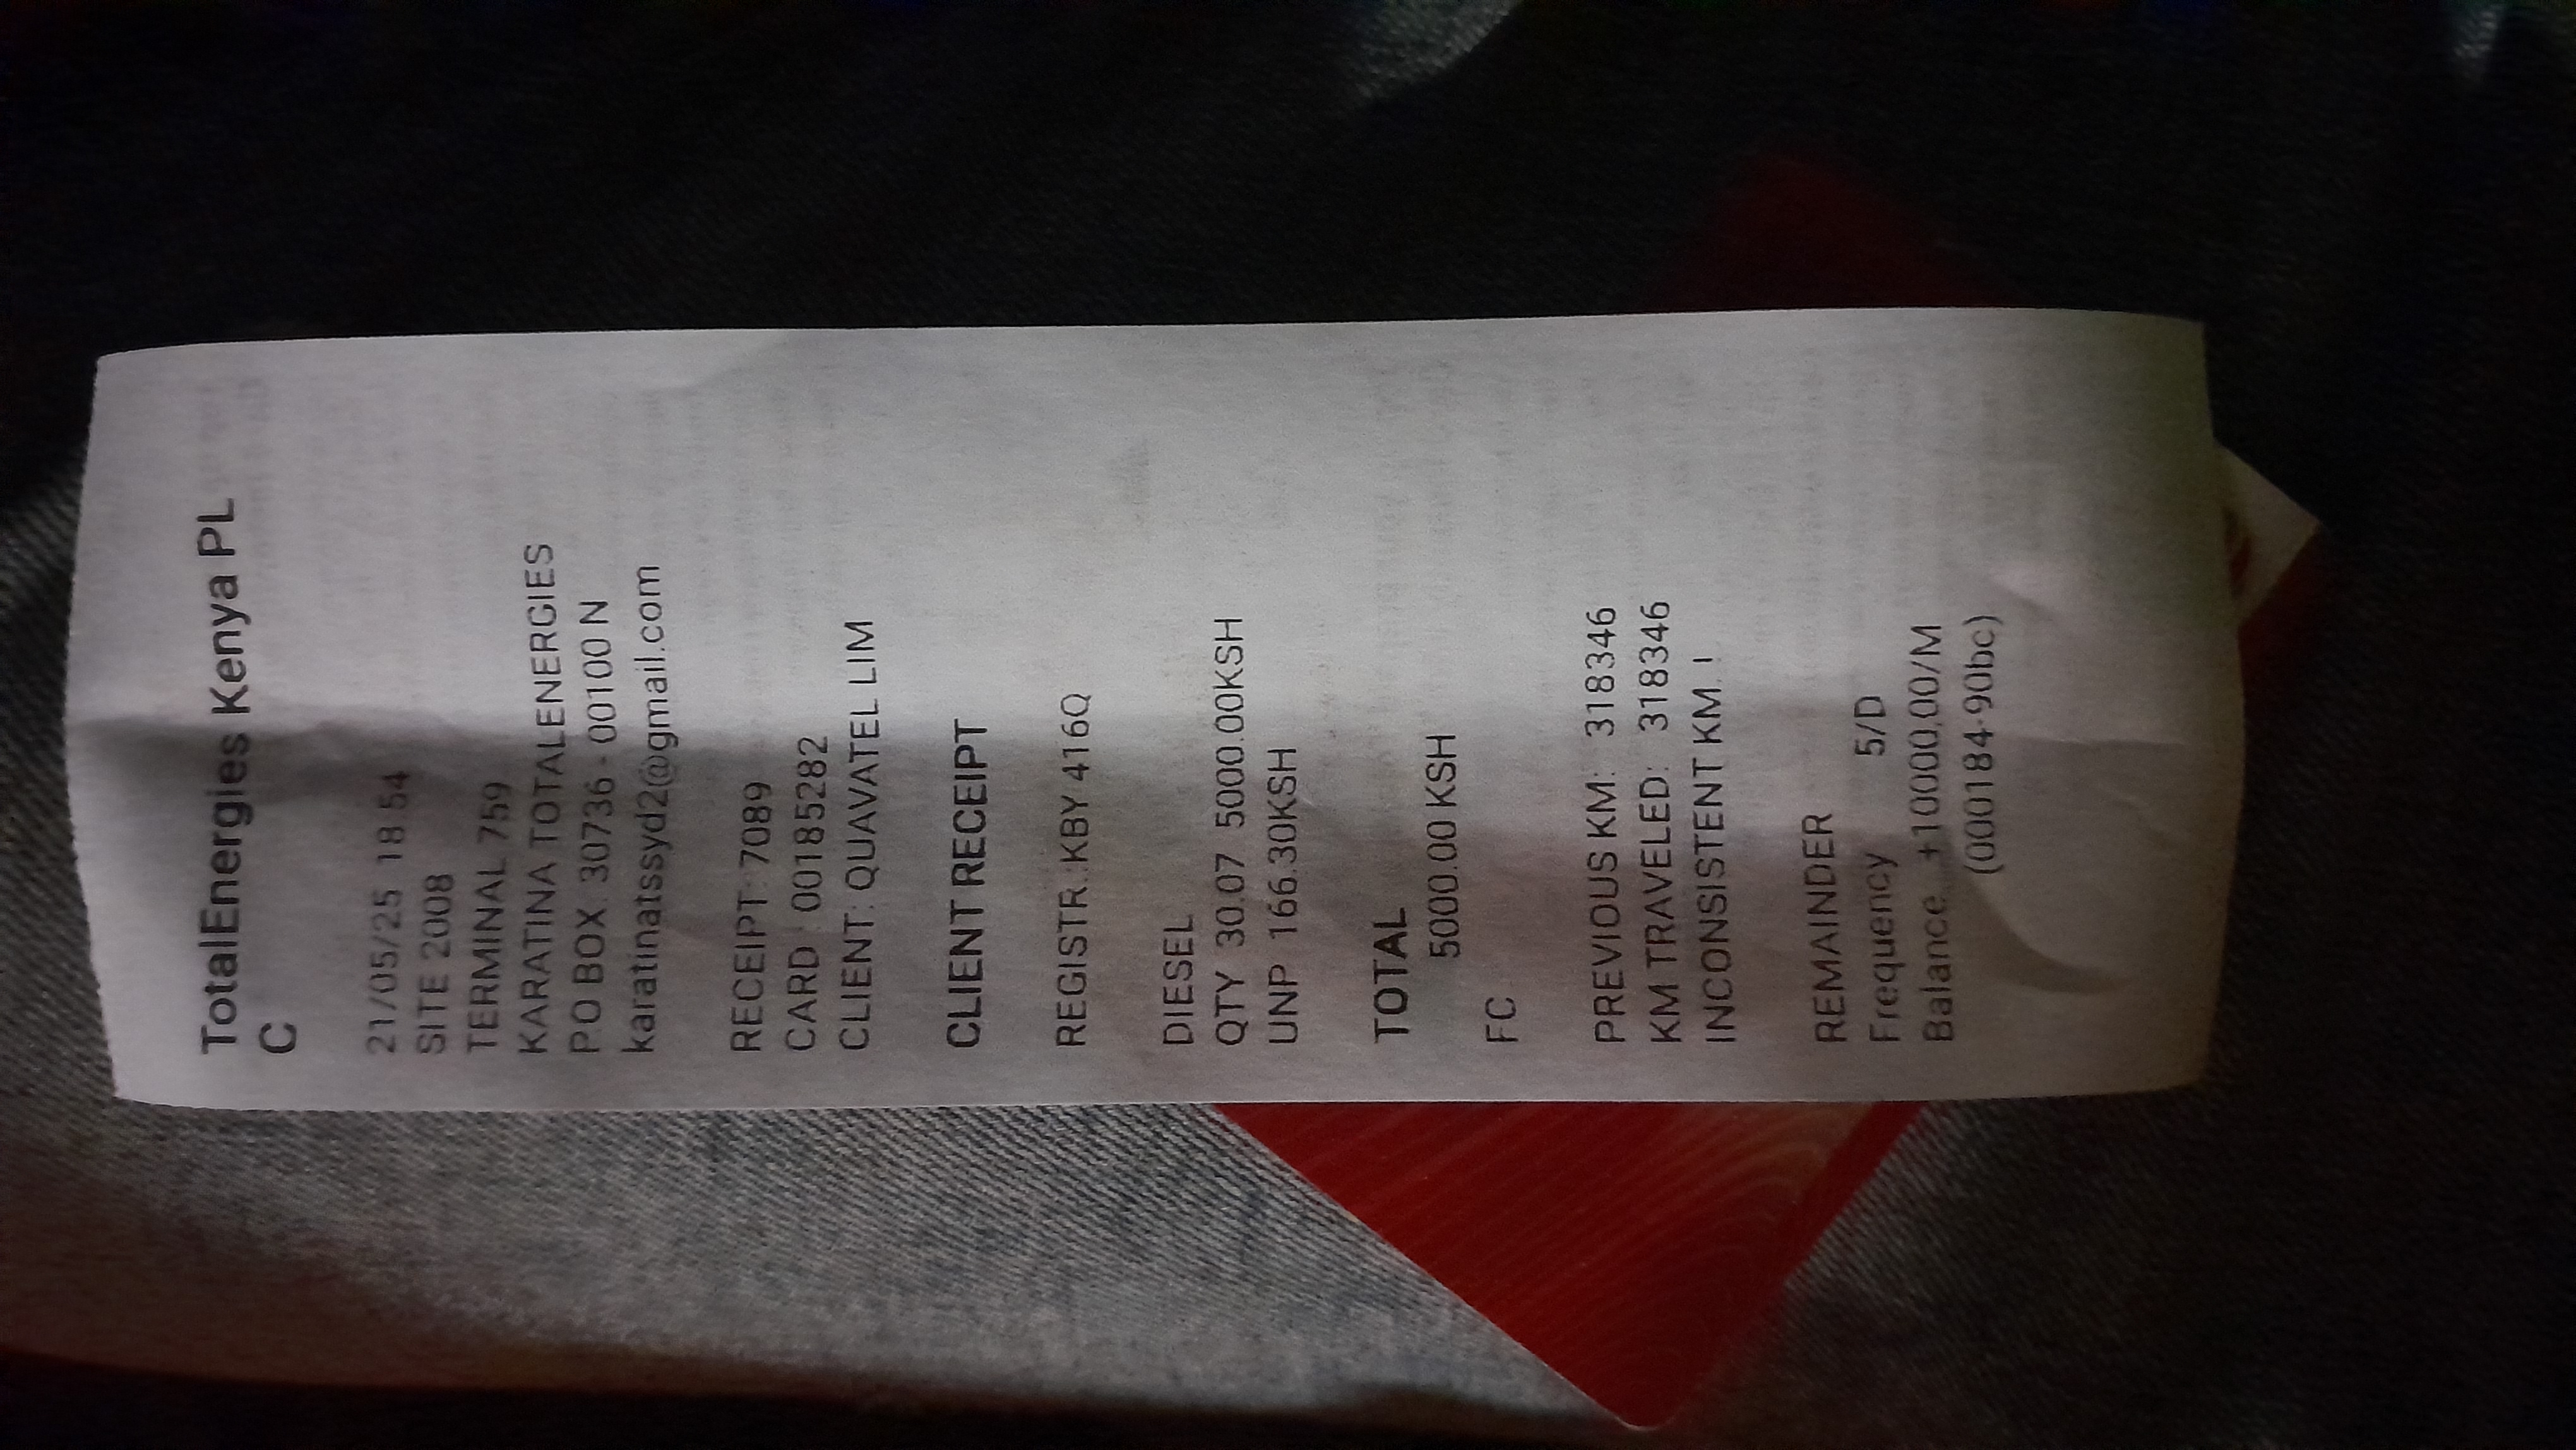 TotalEnergies Kenya PL
C
21/05/25 18:54
SITE 2008
TERMINAL 759
KARATINA TOTALENERGIES
PO BOX: 30736 - 00100 N
karatinatssyd2@gmail.com
RECEIPT: 7089
CARD : 00185282
CLIENT: QUAVATEL LIM
CLIENT RECEIPT
REGISTR.:KBY 416Q
DIESEL
QTY 30.07 5000.00KSH
UNP 166.30KSH
TOTAL
5000.00 KSH
FC
PREVIOUS KM: 318346
KM TRAVELED: 318346
INCONSISTENT KM. !
REMAINDER
Frequency 5/D
Balance +10000,00/M
(000184-90bc)